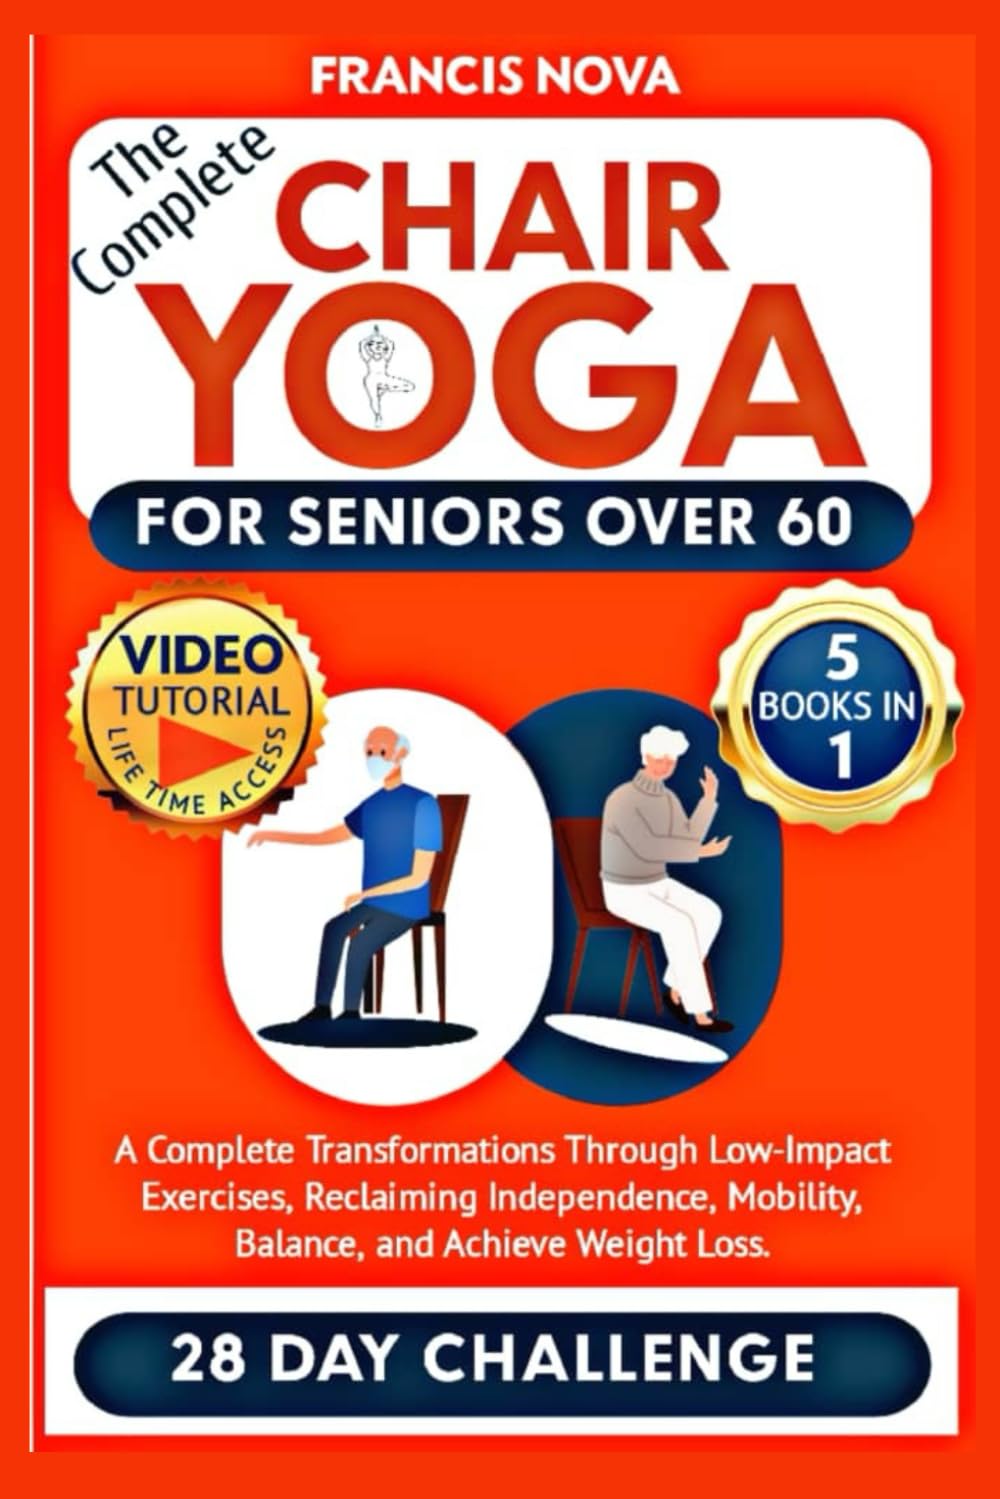 FRANCIS NOVA
The
Complete
CHAIR
YOGA
FOR SENIORS OVER 60
VIDEO
TUTORIAL
LIFE TIME ACCESS
5
BOOKS IN
1
A Complete Transformations Through Low-Impact
Exercises, Reclaiming Independence, Mobility,
Balance, and Achieve Weight Loss.
28 DAY CHALLENGE